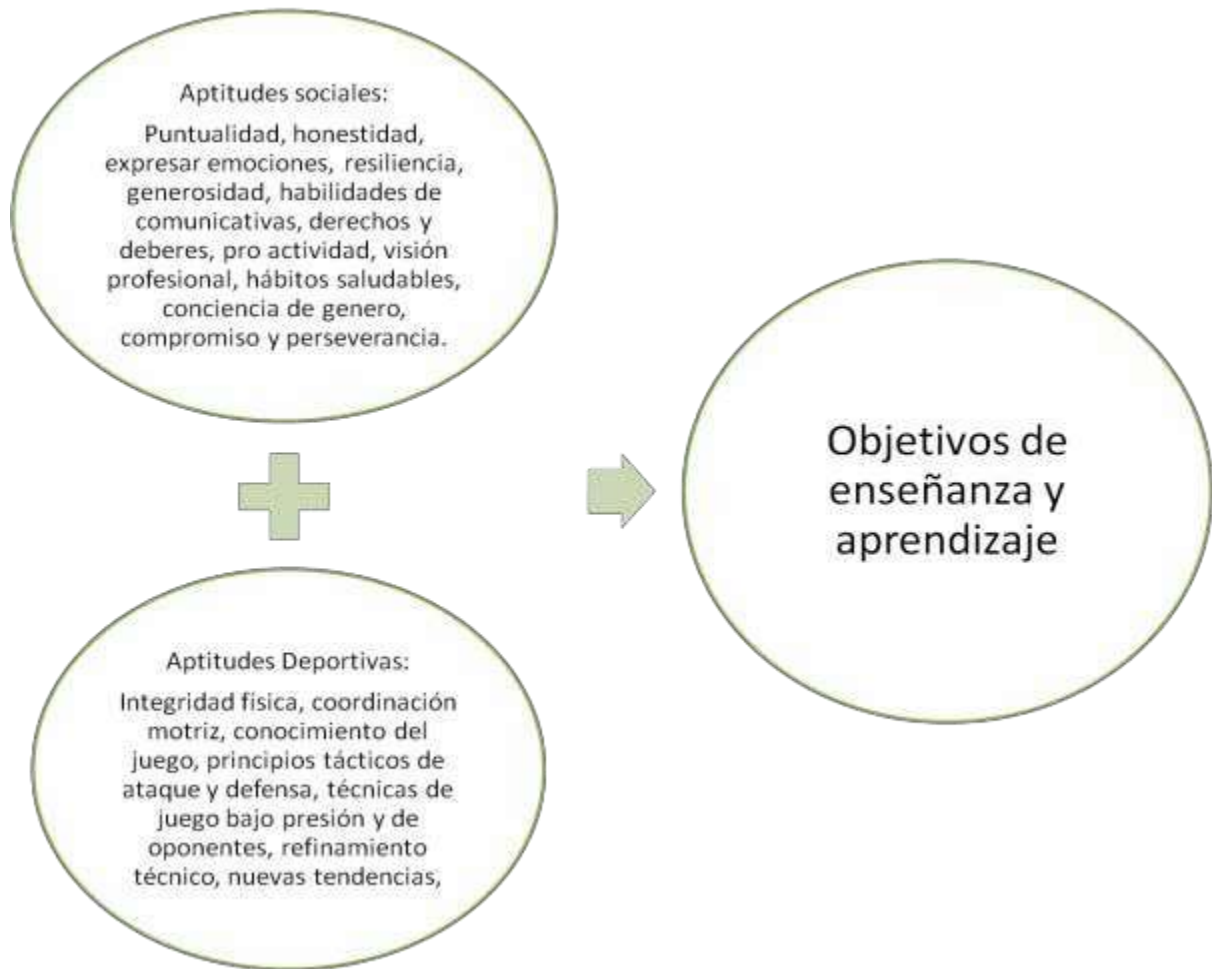 Aptitudes sociales:
Puntualidad, honestidad,
expresar emociones, resiliencia,
generosidad, habilidades de
comunicativas, derechos y
deberes, pro actividad, visión
profesional, hábitos saludables,
conciencia de genero,
compromiso y perseverancia.
Aptitudes Deportivas:
Integridad física, coordinación
motriz, conocimiento del
juego, principios tácticos de
ataque y defensa, técnicas de
juego bajo presión y de
oponentes, refinamiento
técnico, nuevas tendencias,
Objetivos de
enseñanza y
aprendizaje